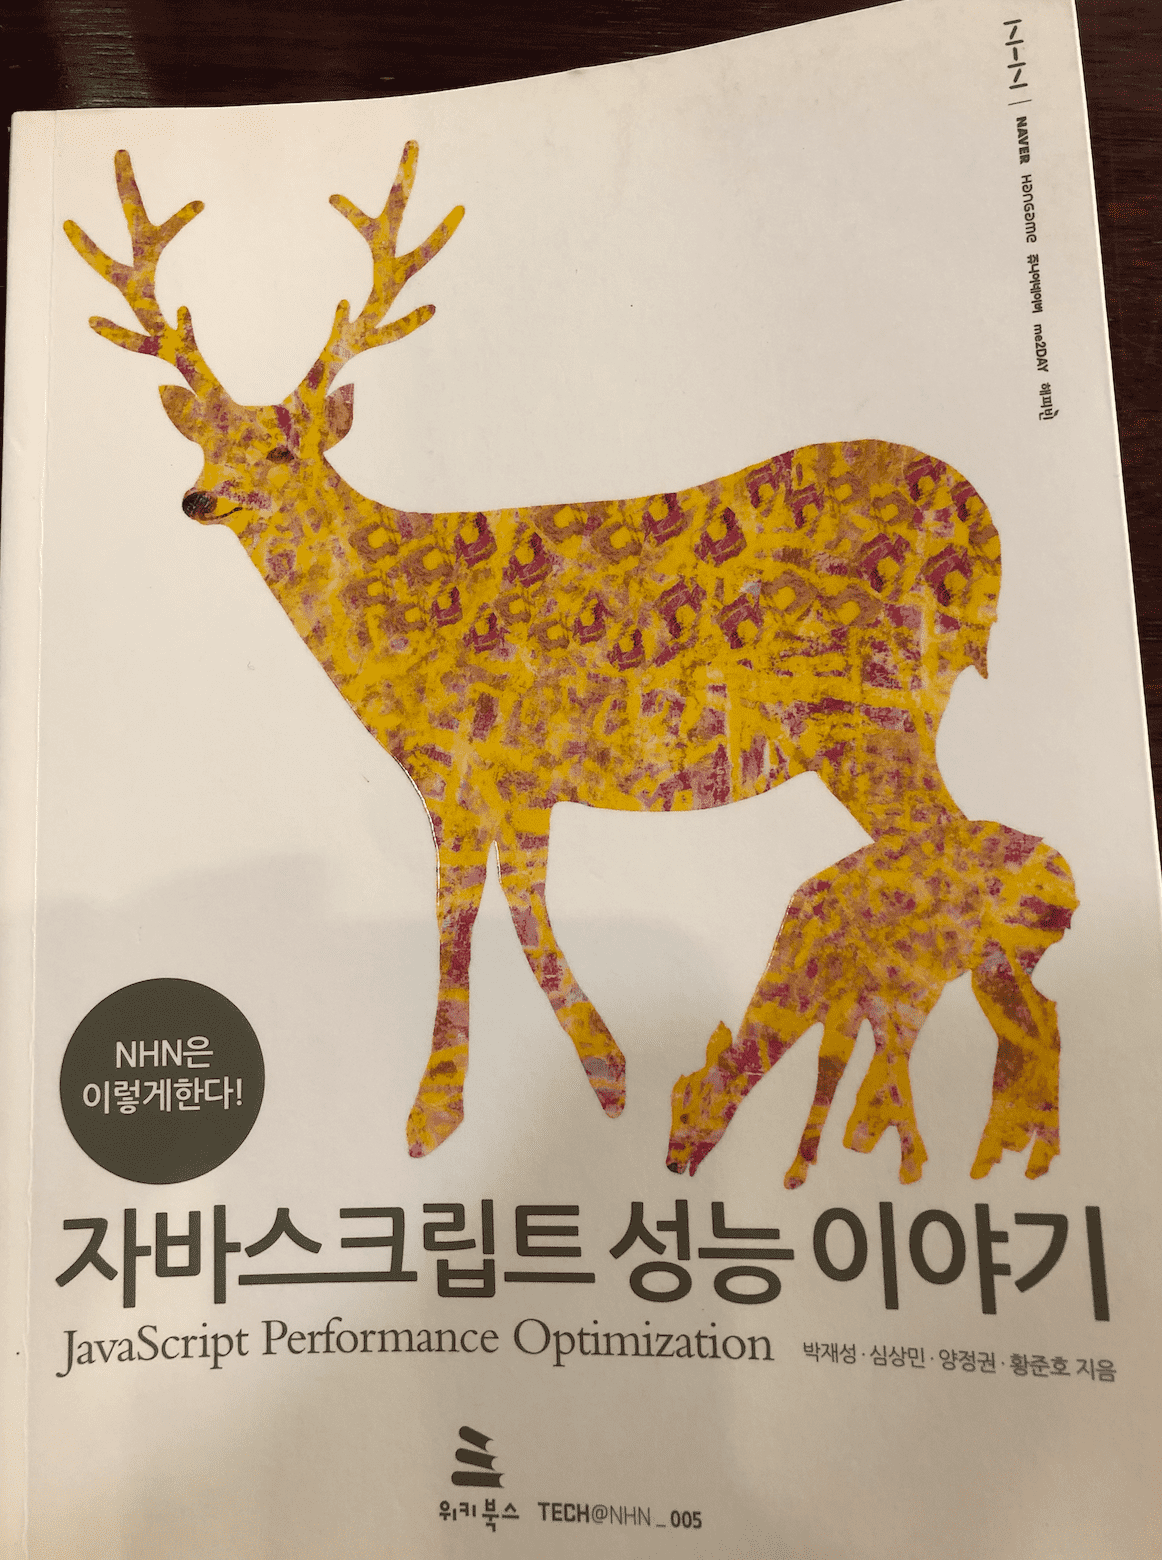 NHN | NAVER Hangame 쥬니어네이버 me2DAY 해피빈
NHN은
이렇게한다!
자바스크립트 성능 이야기
JavaScript Performance Optimization
박재성 · 심상민 · 양정권 · 황준호 지음
위키북스 TECH@NHN _ 005